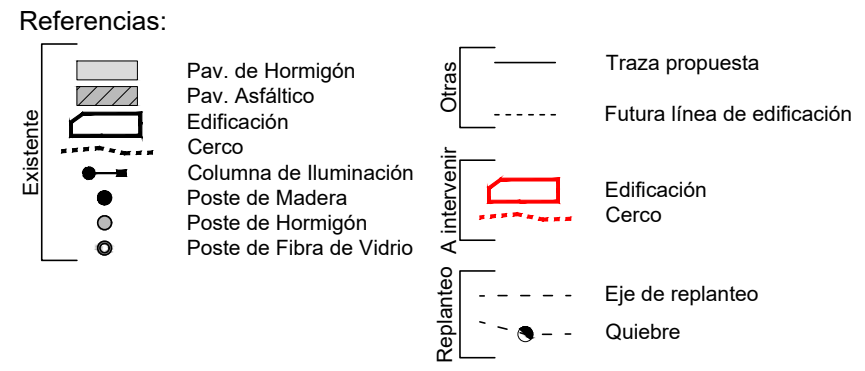 Referencias:
Existente
Pav. de Hormigón
Pav. Asfáltico
Edificación
Cerco
Columna de Iluminación
Poste de Madera
Poste de Hormigón
Poste de Fibra de Vidrio
Otras
Traza propuesta
Futura línea de edificación
A intervenir
Edificación
Cerco
Replanteo
Eje de replanteo
Quiebre